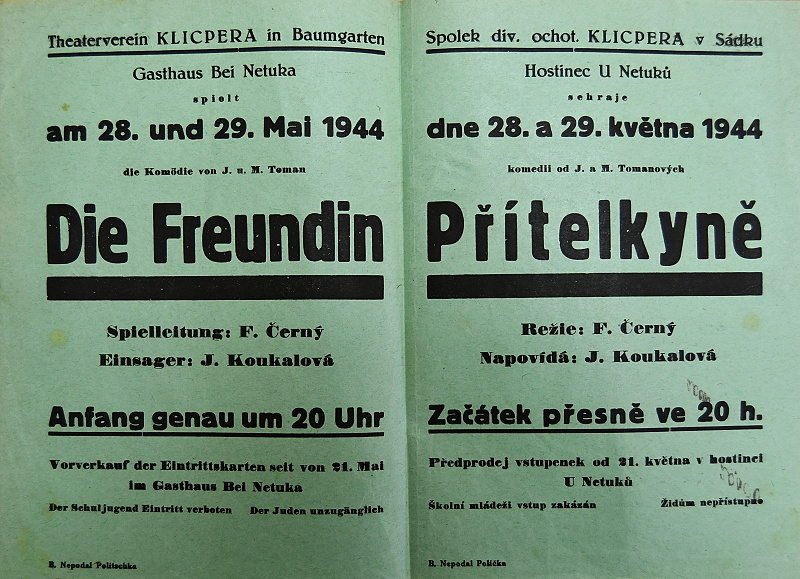 Theaterverein KLICPERA in Baumgarten
Gasthaus Bei Netuka
spielt
am 28. und 29. Mai 1944
die Komödie von J. u. M. Toman
Die Freundin
Spielleitung: F. Černý
Einsager: J. Koukalová
Anfang genau um 20 Uhr
Vorverkauf der Eintrittskarten seit von 21. Mai
im Gasthaus Bei Netuka
Der Schuljugend Eintritt verboten Der Juden unzugänglich
B. Nepodal Politschka
Spolek div. ochot. KLICPERA v Sádku
Hostinec U Netuků
sehraje
dne 28. a 29. května 1944
komedii od J. a M. Tomanových
Přítelkyně
Režie: F. Černý
Napovídá: J. Koukalová
Začátek přesně ve 20 h.
Předprodej vstupenek od 21. května v hostinci
U Netuků
Školní mládeži vstup zakázán Židům nepřístupno
B. Nepodal Polička